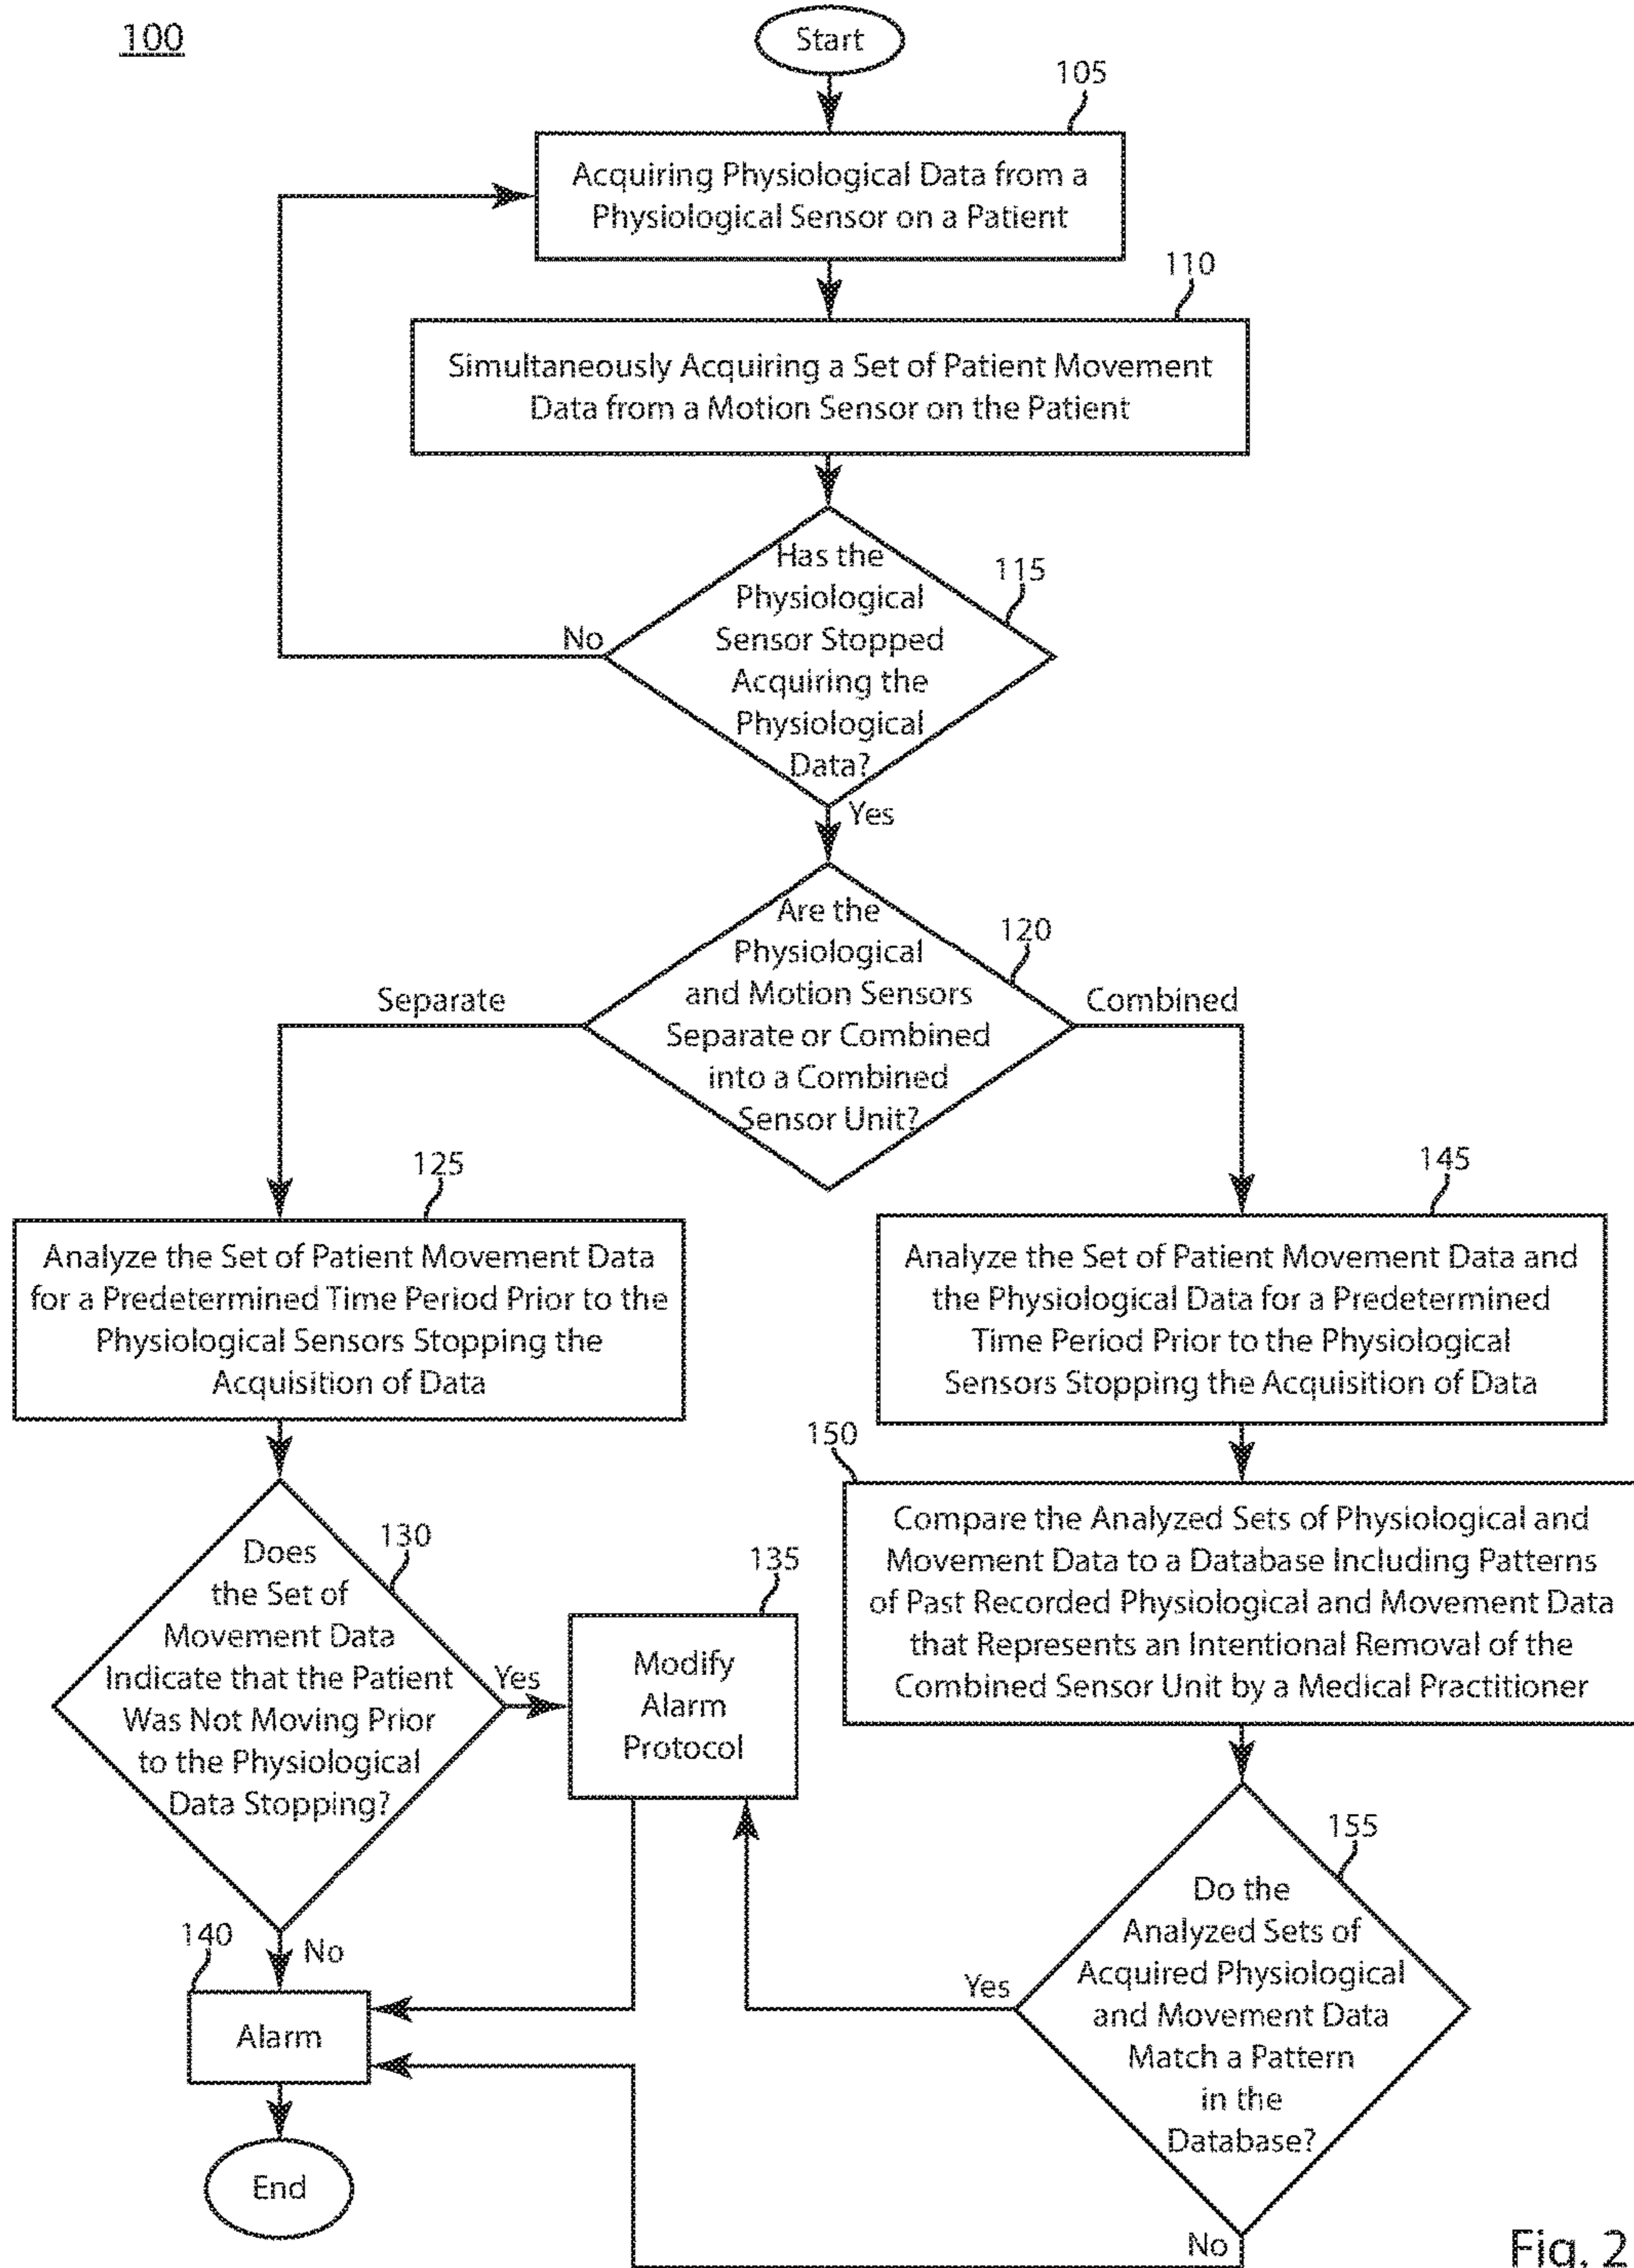 100
Start
105
Acquiring Physiological Data from a
Physiological Sensor on a Patient
110
Simultaneously Acquiring a Set of Patient Movement
Data from a Motion Sensor on the Patient
Has the
Physiological
Sensor Stopped
Acquiring the
Physiological
Data?
115
No
Yes
Are the
Physiological
and Motion Sensors
Separate or Combined
into a Combined
Sensor Unit?
120
Separate
Combined
125
Analyze the Set of Patient Movement Data
for a Predetermined Time Period Prior to the
Physiological Sensors Stopping the
Acquisition of Data
145
Analyze the Set of Patient Movement Data and
the Physiological Data for a Predetermined
Time Period Prior to the Physiological
Sensors Stopping the Acquisition of Data
130
Does
the Set of
Movement Data
Indicate that the Patient
Was Not Moving Prior
to the Physiological
Data Stopping?
Yes
135
Modify
Alarm
Protocol
150
Compare the Analyzed Sets of Physiological and
Movement Data to a Database Including Patterns
of Past Recorded Physiological and Movement Data
that Represents an Intentional Removal of the
Combined Sensor Unit by a Medical Practitioner
155
Do the
Analyzed Sets of
Acquired Physiological
and Movement Data
Match a Pattern
in the
Database?
Yes
No
140
No
Alarm
End
Fig. 2